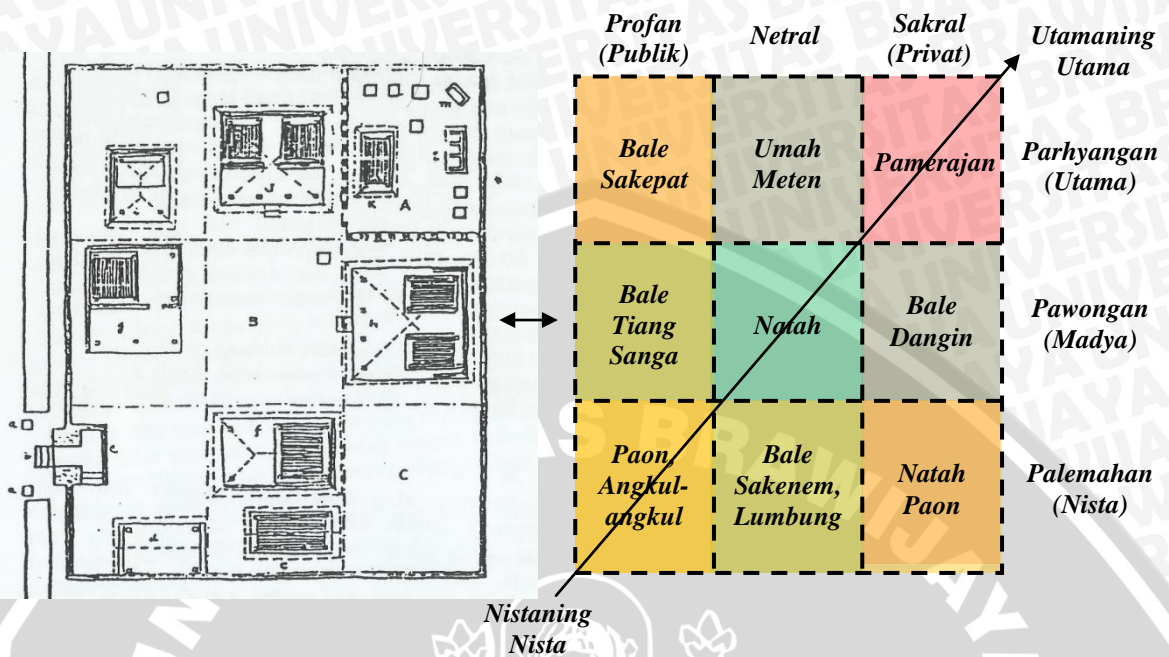 Profan
(Publik)
Netral
Sakral
(Privat)
Utamaning
Utama
Bale
Sakepat
Umah
Meten
Pamerajan
Parhyangan
(Utama)
Bale
Tiang
Sanga
Natah
Bale
Dangin
Pawongan
(Madya)
Paon,
Angkul-
angkul
Bale
Sakenem,
Lumbung
Natah
Paon
Palemahan
(Nista)
Nistaning
Nista
J
K
A
B
f
C